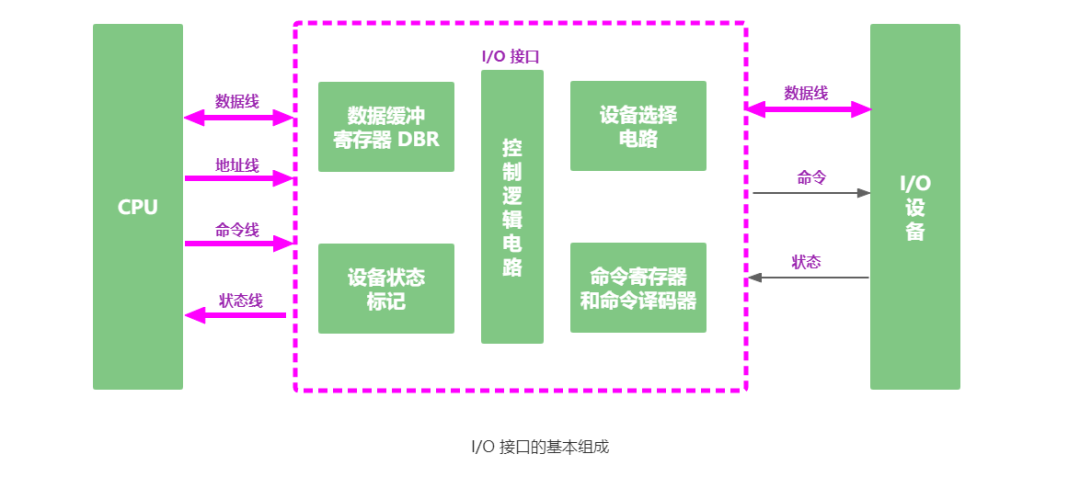 CPU
数据线
地址线
命令线
状态线
I/O 接口
数据缓冲
寄存器 DBR
设备状态
标记
控
制
逻
辑
电
路
设备选择
电路
命令寄存器
和命令译码器
数据线
命令
状态
I/O
设
备
I/O 接口的基本组成